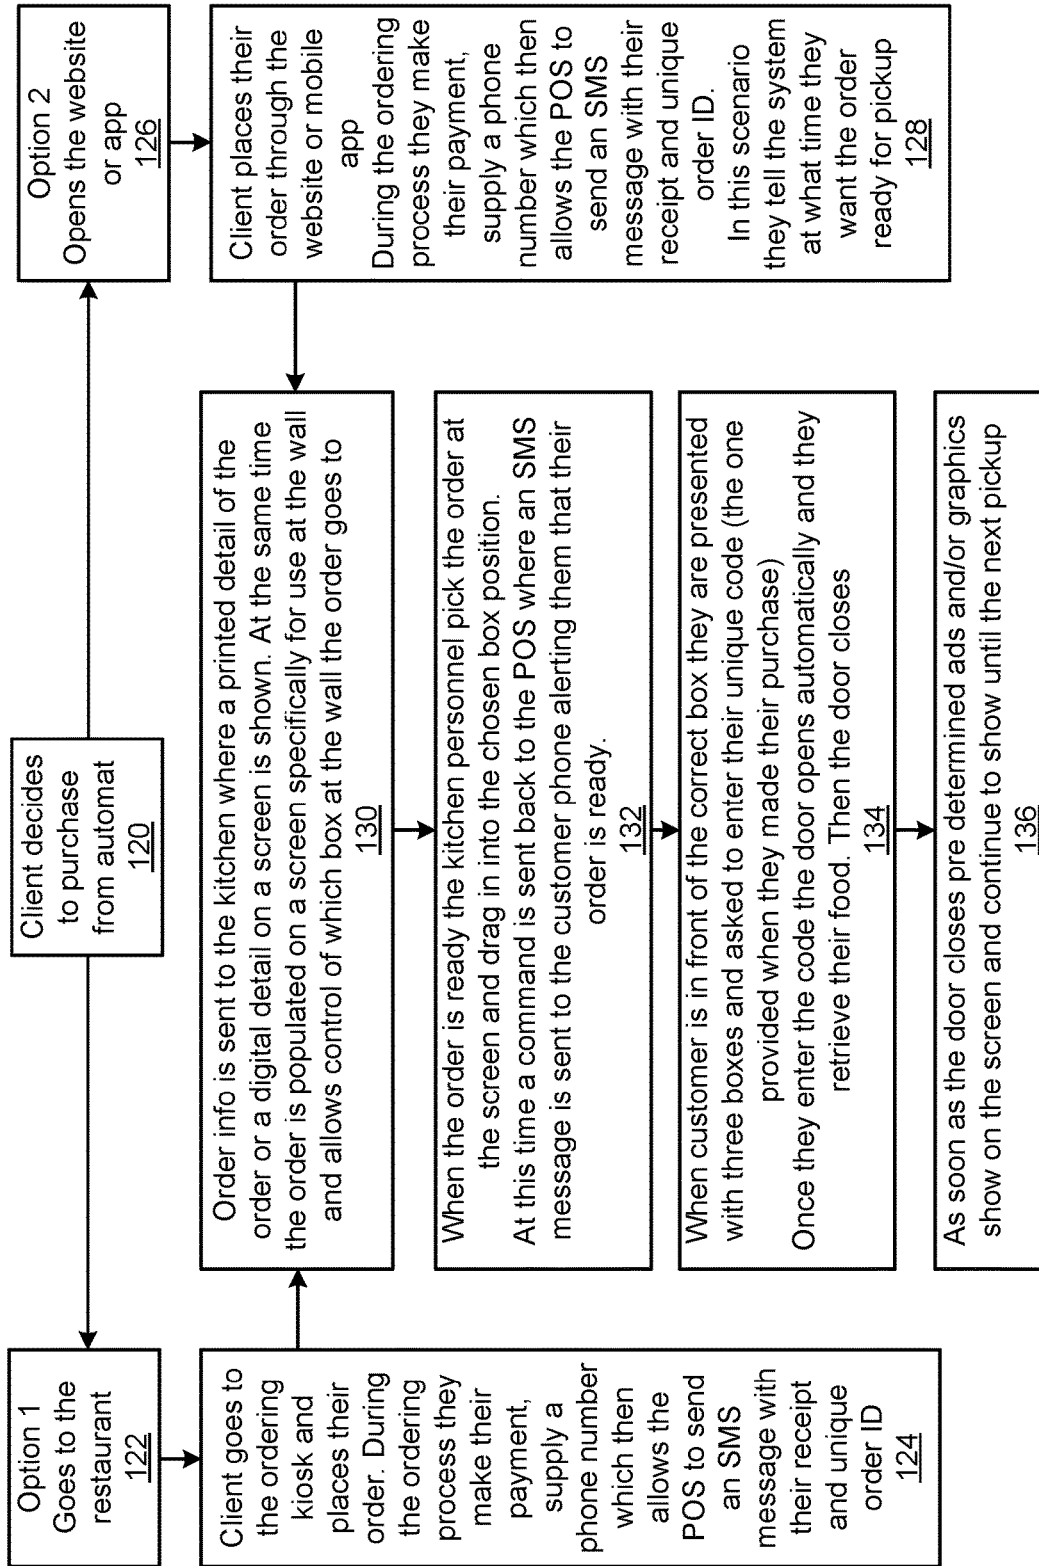 Client decides
to purchase
from automat
120
Option 1
Goes to the
restaurant
122
Option 2
Opens the website
or app
126
Client goes to
the ordering
kiosk and
places their
order. During
the ordering
process they
make their
payment,
supply a
phone number
which then
allows the
POS to send
an SMS
message with
their receipt
and unique
order ID
124
Client places their
order through the
website or mobile
app
During the ordering
process they make
their payment,
supply a phone
number which then
allows the POS to
send an SMS
message with their
receipt and unique
order ID.
In this scenario
they tell the system
at what time they
want the order
ready for pickup
128
Order info is sent to the kitchen where a printed detail of the
order or a digital detail on a screen is shown. At the same time
the order is populated on a screen specifically for use at the wall
and allows control of which box at the wall the order goes to
130
When the order is ready the kitchen personnel pick the order at
the screen and drag in into the chosen box position.
At this time a command is sent back to the POS where an SMS
message is sent to the customer phone alerting them that their
order is ready.
132
When customer is in front of the correct box they are presented
with three boxes and asked to enter their unique code (the one
provided when they made their purchase)
Once they enter the code the door opens automatically and they
retrieve their food. Then the door closes
134
As soon as the door closes pre determined ads and/or graphics
show on the screen and continue to show until the next pickup
136